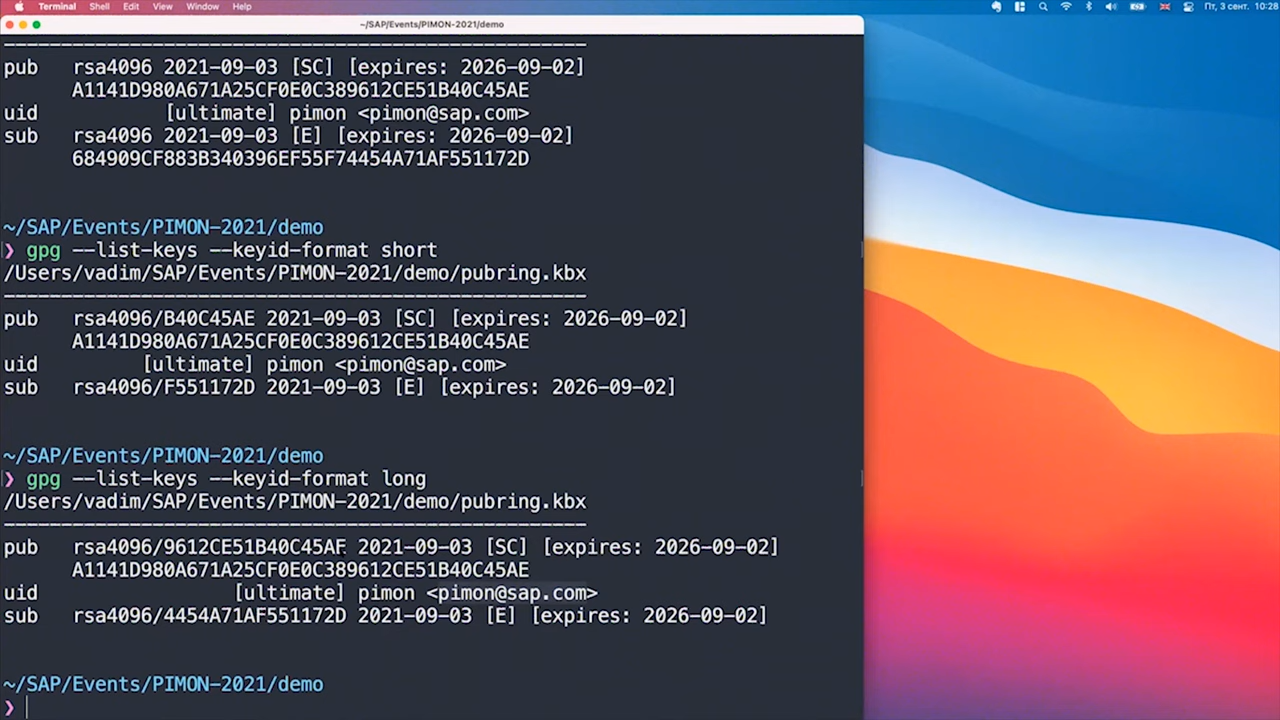 Terminal Shell Edit View Window Help Пт, 3 сент. 10:28
~/SAP/Events/PIMON-2021/demo
pub rsa4096 2021-09-03 [SC] [expires: 2026-09-02]
A1141D980A671A25CF0E0C389612CE51B40C45AE
uid [ultimate] pimon <pimon@sap.com>
sub rsa4096 2021-09-03 [E] [expires: 2026-09-02]
684909CF883B340396EF55F74454A71AF551172D
~/SAP/Events/PIMON-2021/demo
❯ gpg --list-keys --keyid-format short
/Users/vadim/SAP/Events/PIMON-2021/demo/pubring.kbx
pub rsa4096/B40C45AE 2021-09-03 [SC] [expires: 2026-09-02]
A1141D980A671A25CF0E0C389612CE51B40C45AE
uid [ultimate] pimon <pimon@sap.com>
sub rsa4096/F551172D 2021-09-03 [E] [expires: 2026-09-02]
~/SAP/Events/PIMON-2021/demo
❯ gpg --list-keys --keyid-format long
/Users/vadim/SAP/Events/PIMON-2021/demo/pubring.kbx
pub rsa4096/9612CE51B40C45AE 2021-09-03 [SC] [expires: 2026-09-02]
A1141D980A671A25CF0E0C389612CE51B40C45AE
uid [ultimate] pimon <pimon@sap.com>
sub rsa4096/4454A71AF551172D 2021-09-03 [E] [expires: 2026-09-02]
~/SAP/Events/PIMON-2021/demo
❯